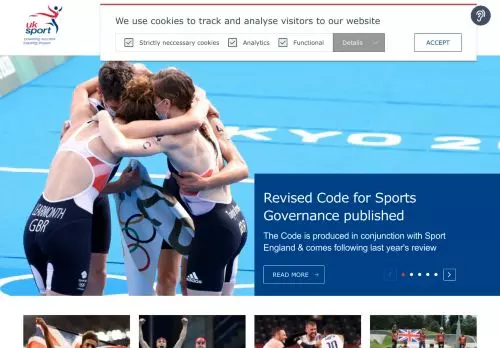 We use cookies to track and analyse visitors to our website
Strictly neccessary cookies
Analytics
Functional
Details
ACCEPT
uk
sport
TOKYO 20
LEARMONTH
GBR
Revised Code for Sports
Governance published
The Code is produced in conjunction with Sport
England & comes following last year's review
READ MORE